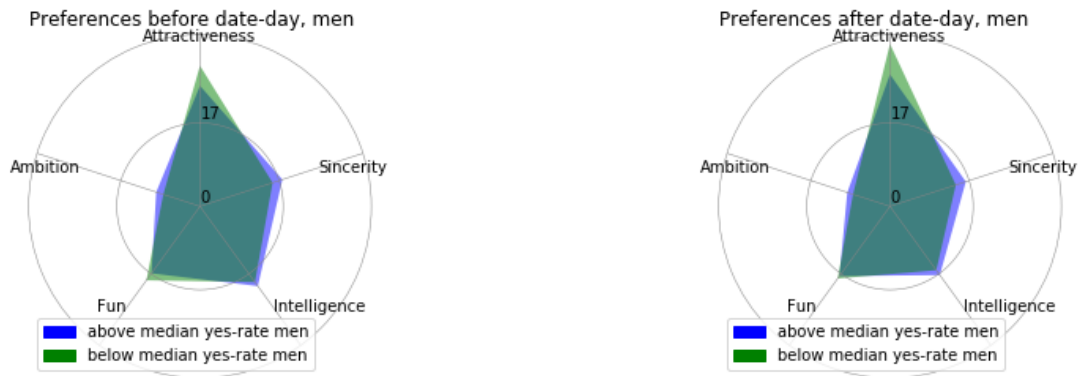 Preferences before date-day, men
Attractiveness
17
Ambition
Sincerity
0
Fun
Intelligence
above median yes-rate men
below median yes-rate men
Preferences after date-day, men
Attractiveness
17
Ambition
Sincerity
0
Fun
Intelligence
above median yes-rate men
below median yes-rate men